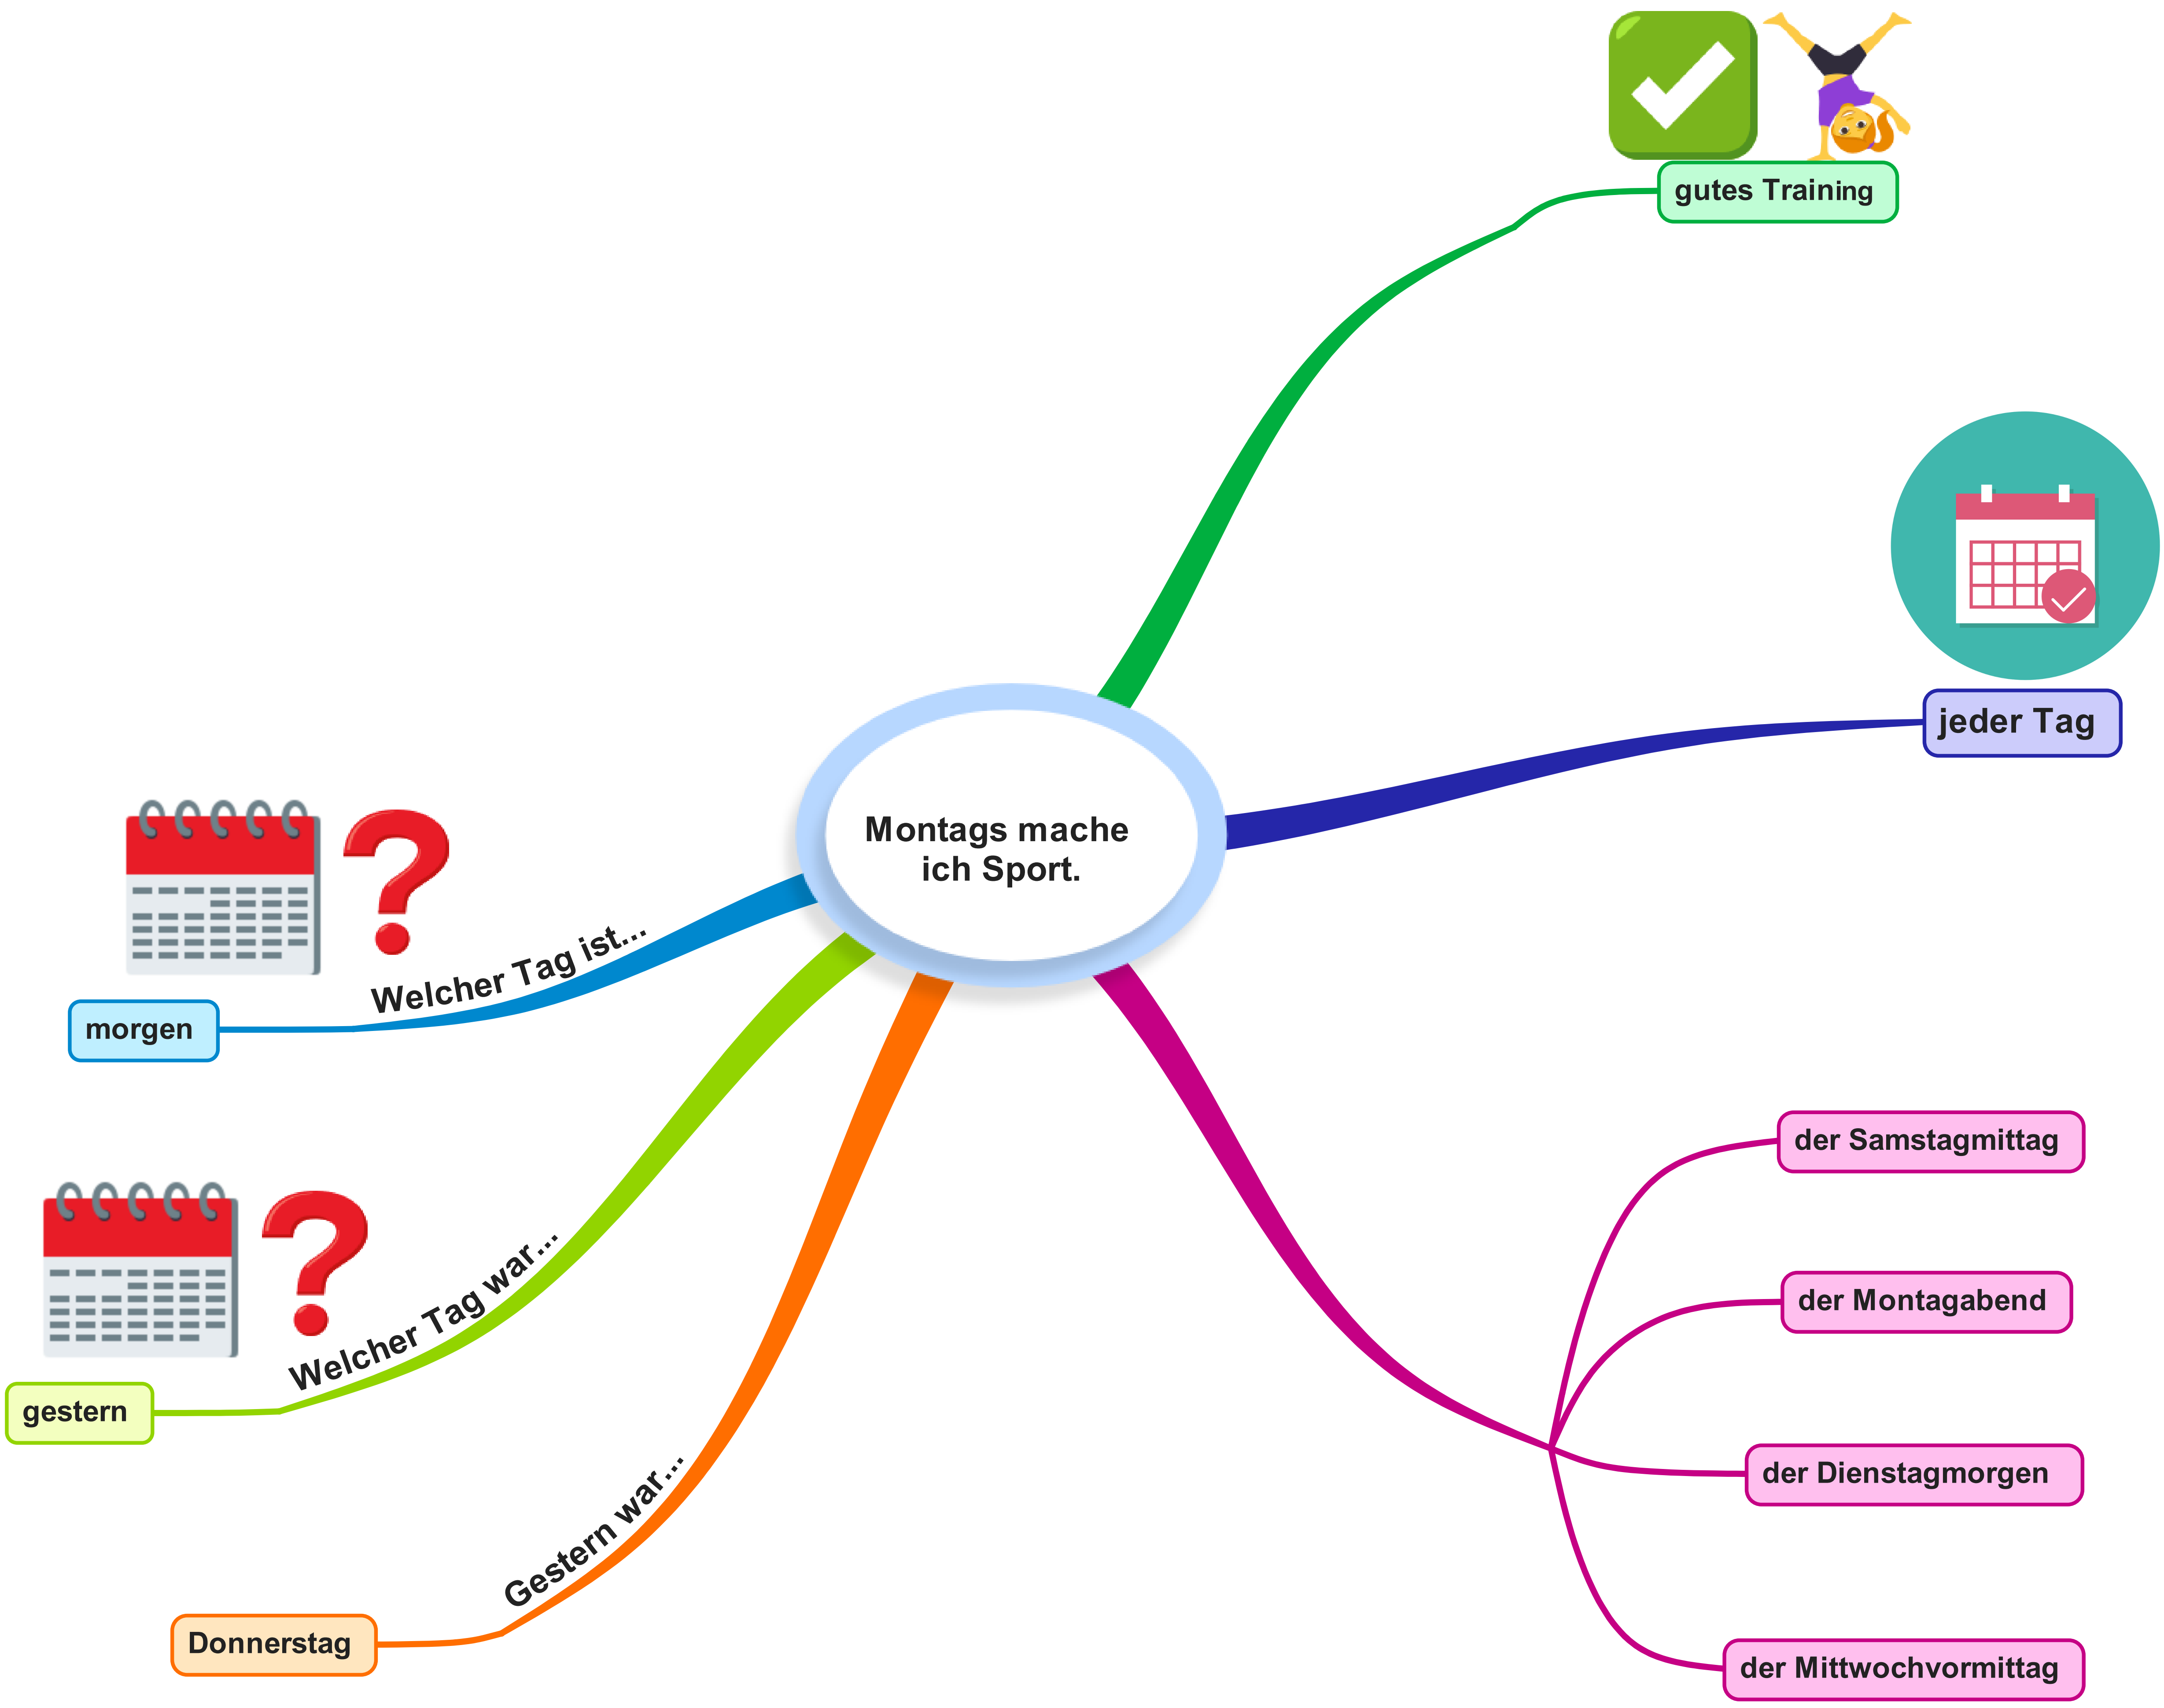 gutes Training
jeder Tag
Montags mache
ich Sport.
Welcher Tag ist...
morgen
der Samstagmittag
der Montagabend
Welcher Tag war...
gestern
der Dienstagmorgen
Gestern war...
Donnerstag
der Mittwochvormittag